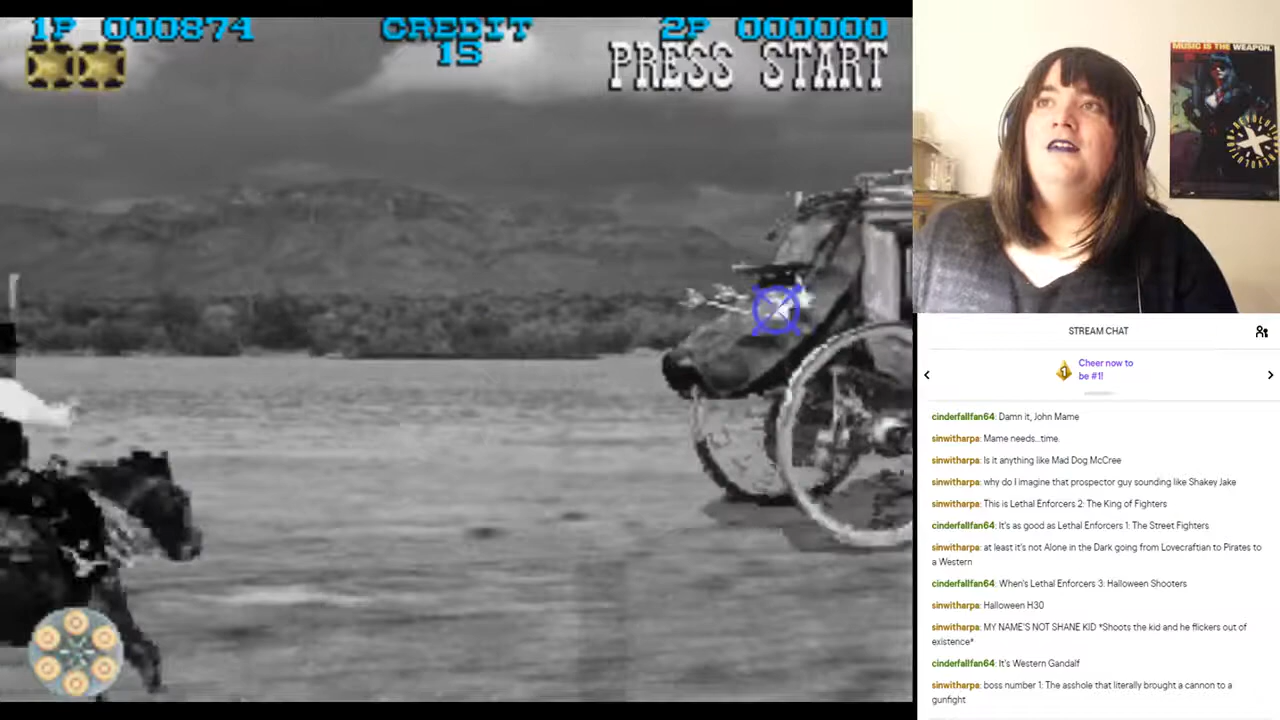 1P 000874 CREDIT 2P 000000
15 PRESS START
MUSIC IS THE WEAPON.
STREAM CHAT
Cheer now to
be #1!
1
cinderfallfan64: Damn it, John Mame
sinwitharpa: Mame needs...time.
sinwitharpa: Is it anything like Mad Dog McCree
sinwitharpa: why do I imagine that prospector guy sounding like Shakey Jake
sinwitharpa: This is Lethal Enforcers 2: The King of Fighters
cinderfallfan64: It's as good as Lethal Enforcers 1: The Street Fighters
sinwitharpa: at least it's not Alone in the Dark going from Lovecraftian to Pirates to
a Western
cinderfallfan64: When's Lethal Enforcers 3: Halloween Shooters
sinwitharpa: Halloween H30
sinwitharpa: MY NAME'S NOT SHANE KID *Shoots the kid and he flickers out of
existence*
cinderfallfan64: It's Western Gandalf
sinwitharpa: boss number 1: The asshole that literally brought a cannon to a
gunfight